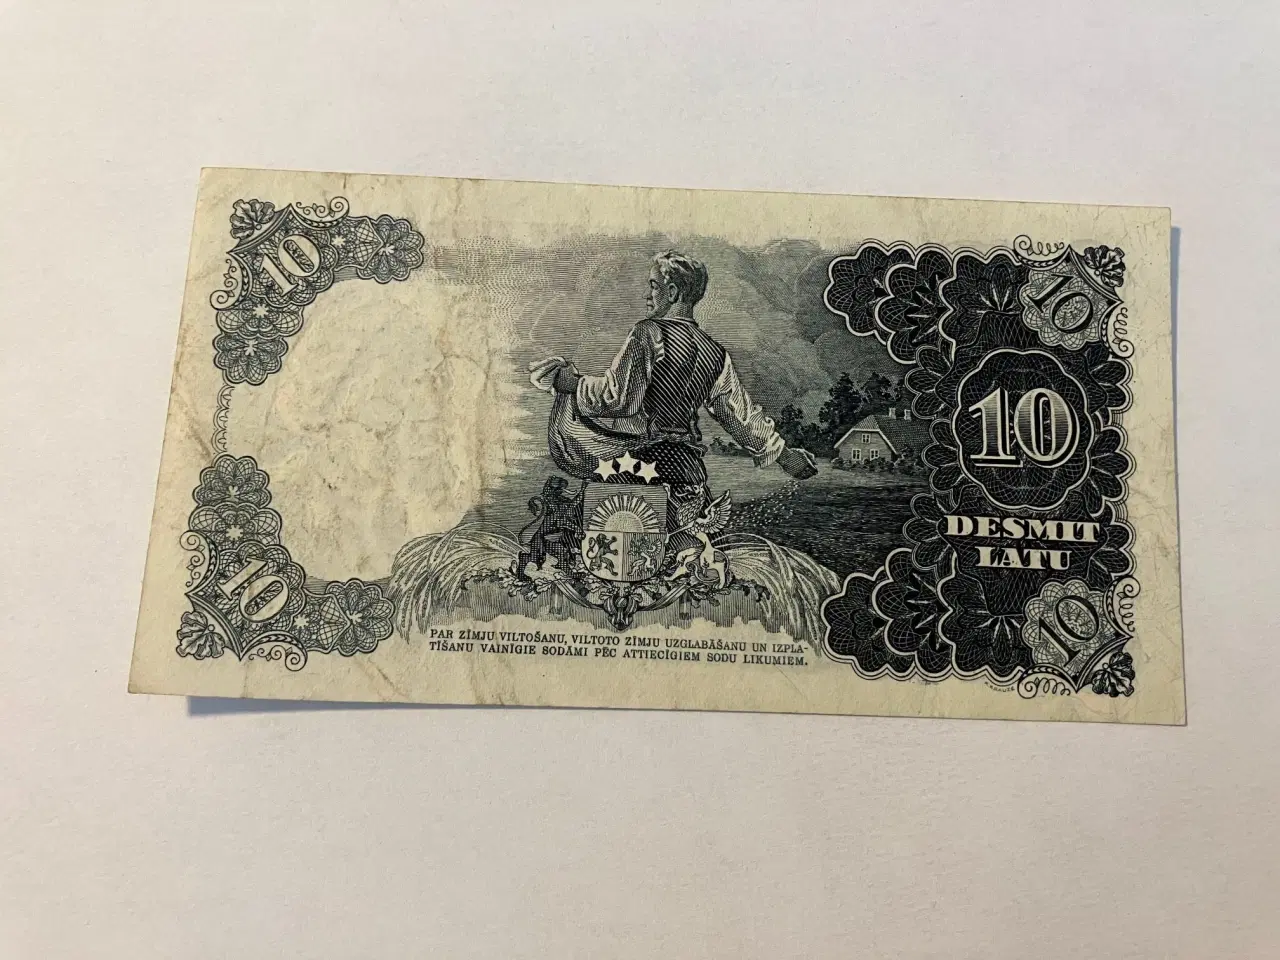 10
10
10
DESMIT
LATU
10
10
PAR ZĪMJU VILTOŠANU, VILTOTO ZĪMJU UZGLABĀŠANU UN IZPLA-
TĪŠANU VAINĪGIE SODĀMI PĒC ATTIECĪGIEM SODU LIKUMIEM.